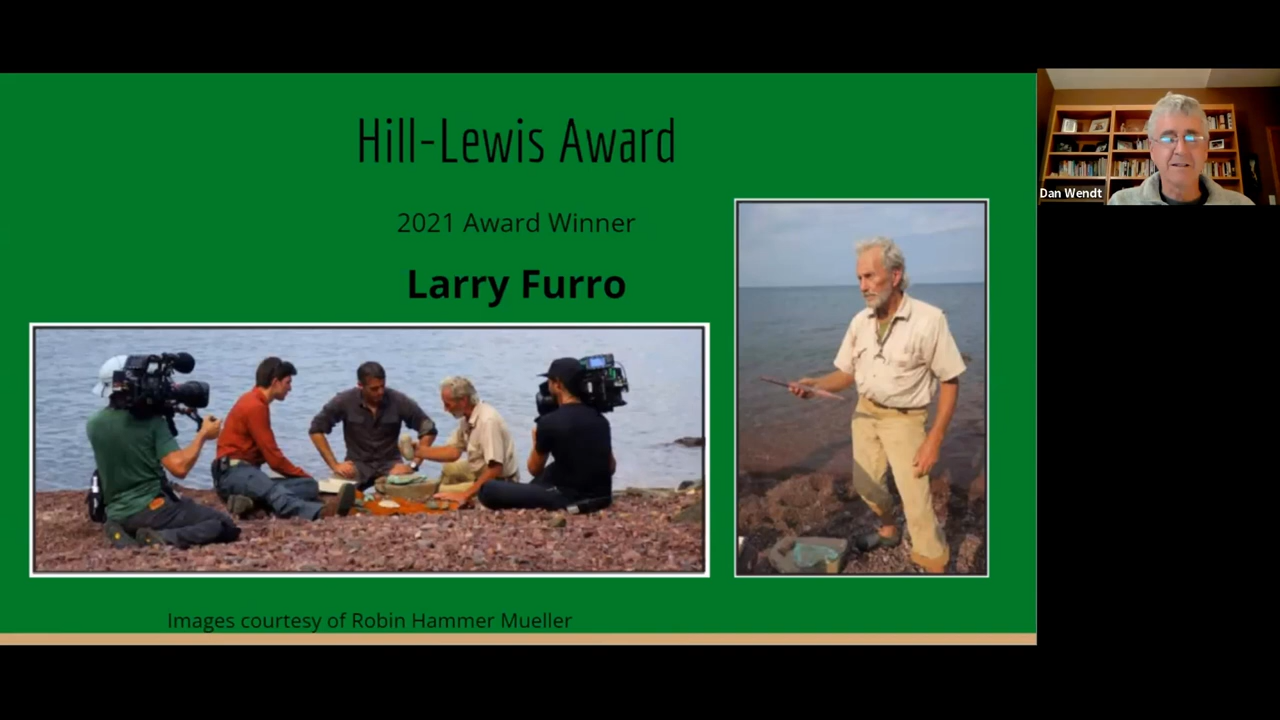 Hill-Lewis Award
2021 Award Winner
Larry Furro
Images courtesy of Robin Hammer Mueller
Dan Wendt